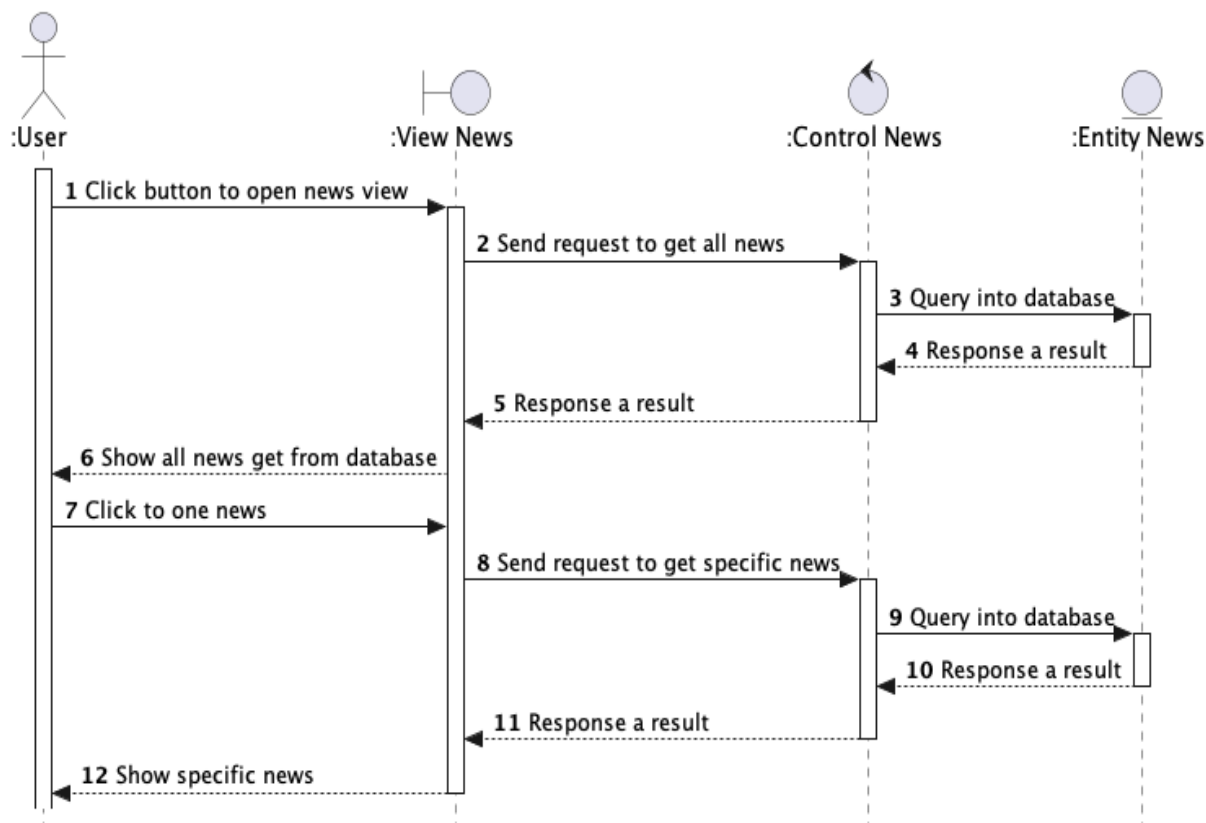 :User
:View News
:Control News
:Entity News
1 Click button to open news view
2 Send request to get all news
3 Query into database
4 Response a result
5 Response a result
6 Show all news get from database
7 Click to one news
8 Send request to get specific news
9 Query into database
10 Response a result
11 Response a result
12 Show specific news